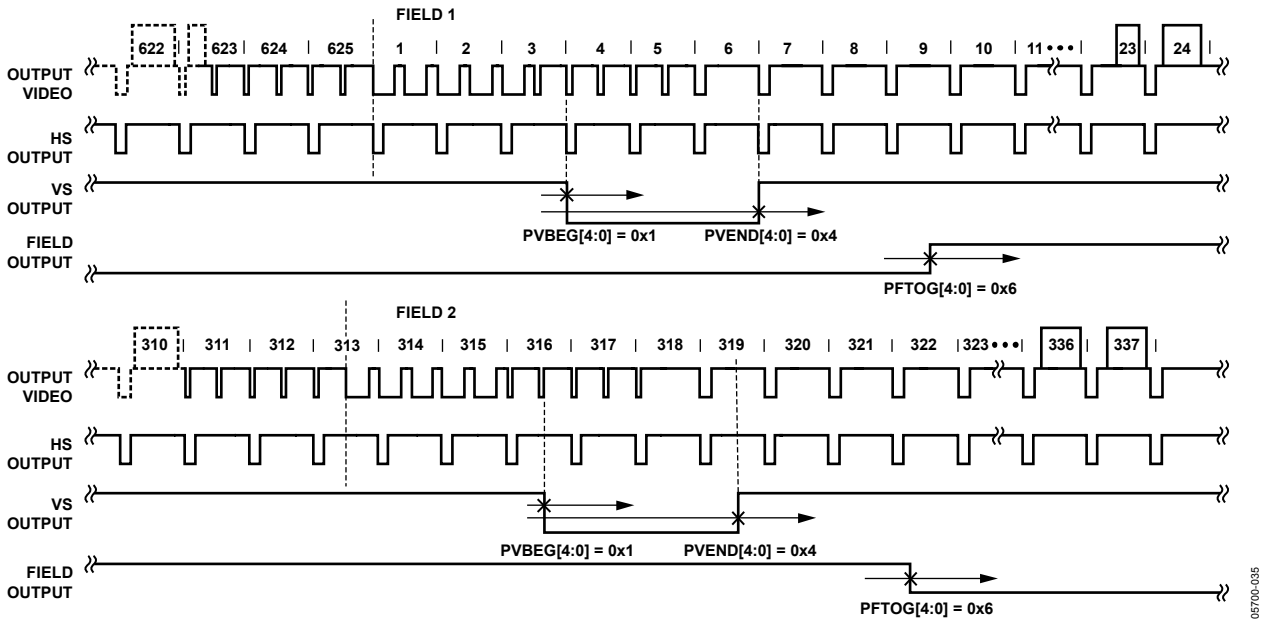 FIELD 1
622 623 624 625 1 2 3 4 5 6 7 8 9 10 11 • • • 23 24
OUTPUT
VIDEO
HS
OUTPUT
VS
OUTPUT
PVBEG[4:0] = 0x1 PVEND[4:0] = 0x4
FIELD
OUTPUT
PFTOG[4:0] = 0x6
FIELD 2
310 311 312 313 314 315 316 317 318 319 320 321 322 323 • • • 336 337
OUTPUT
VIDEO
HS
OUTPUT
VS
OUTPUT
PVBEG[4:0] = 0x1 PVEND[4:0] = 0x4
FIELD
OUTPUT
PFTOG[4:0] = 0x6
05700-035